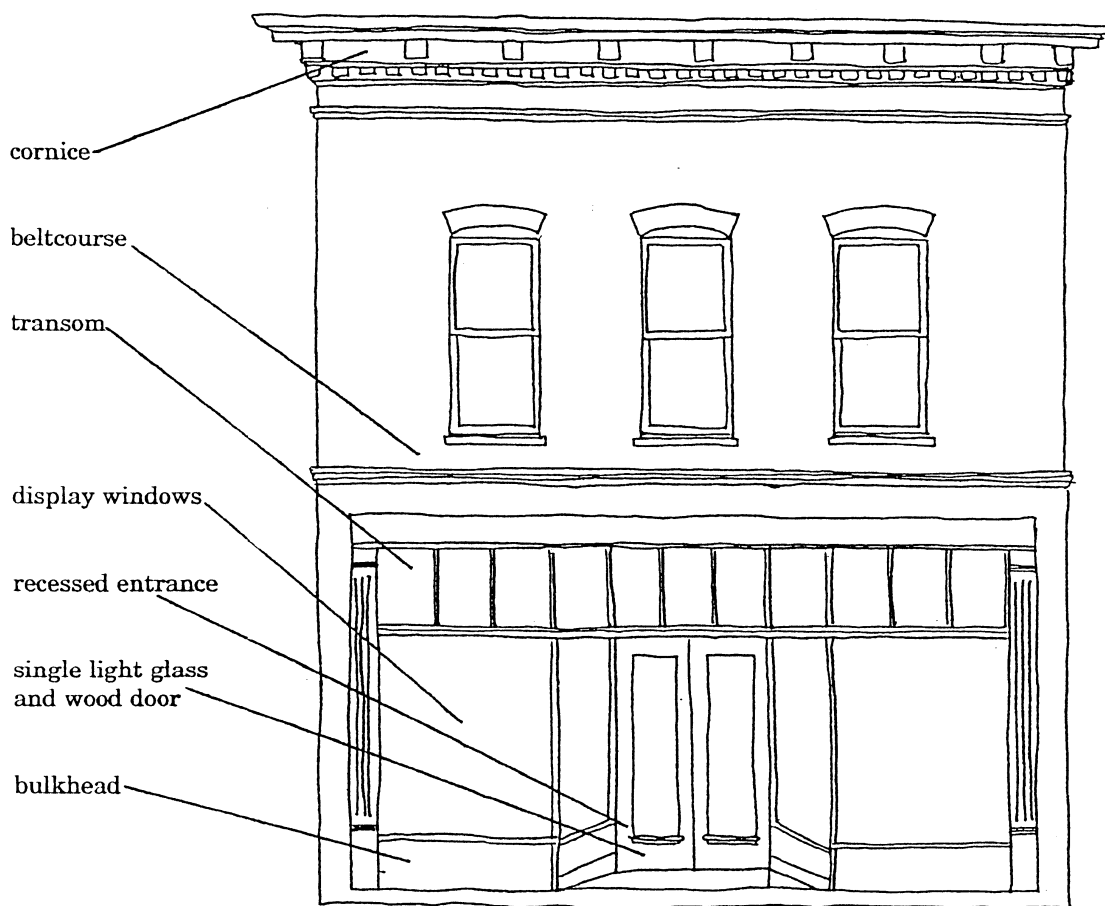 cornice
beltcourse
transom
display windows
recessed entrance
single light glass
and wood door
bulkhead